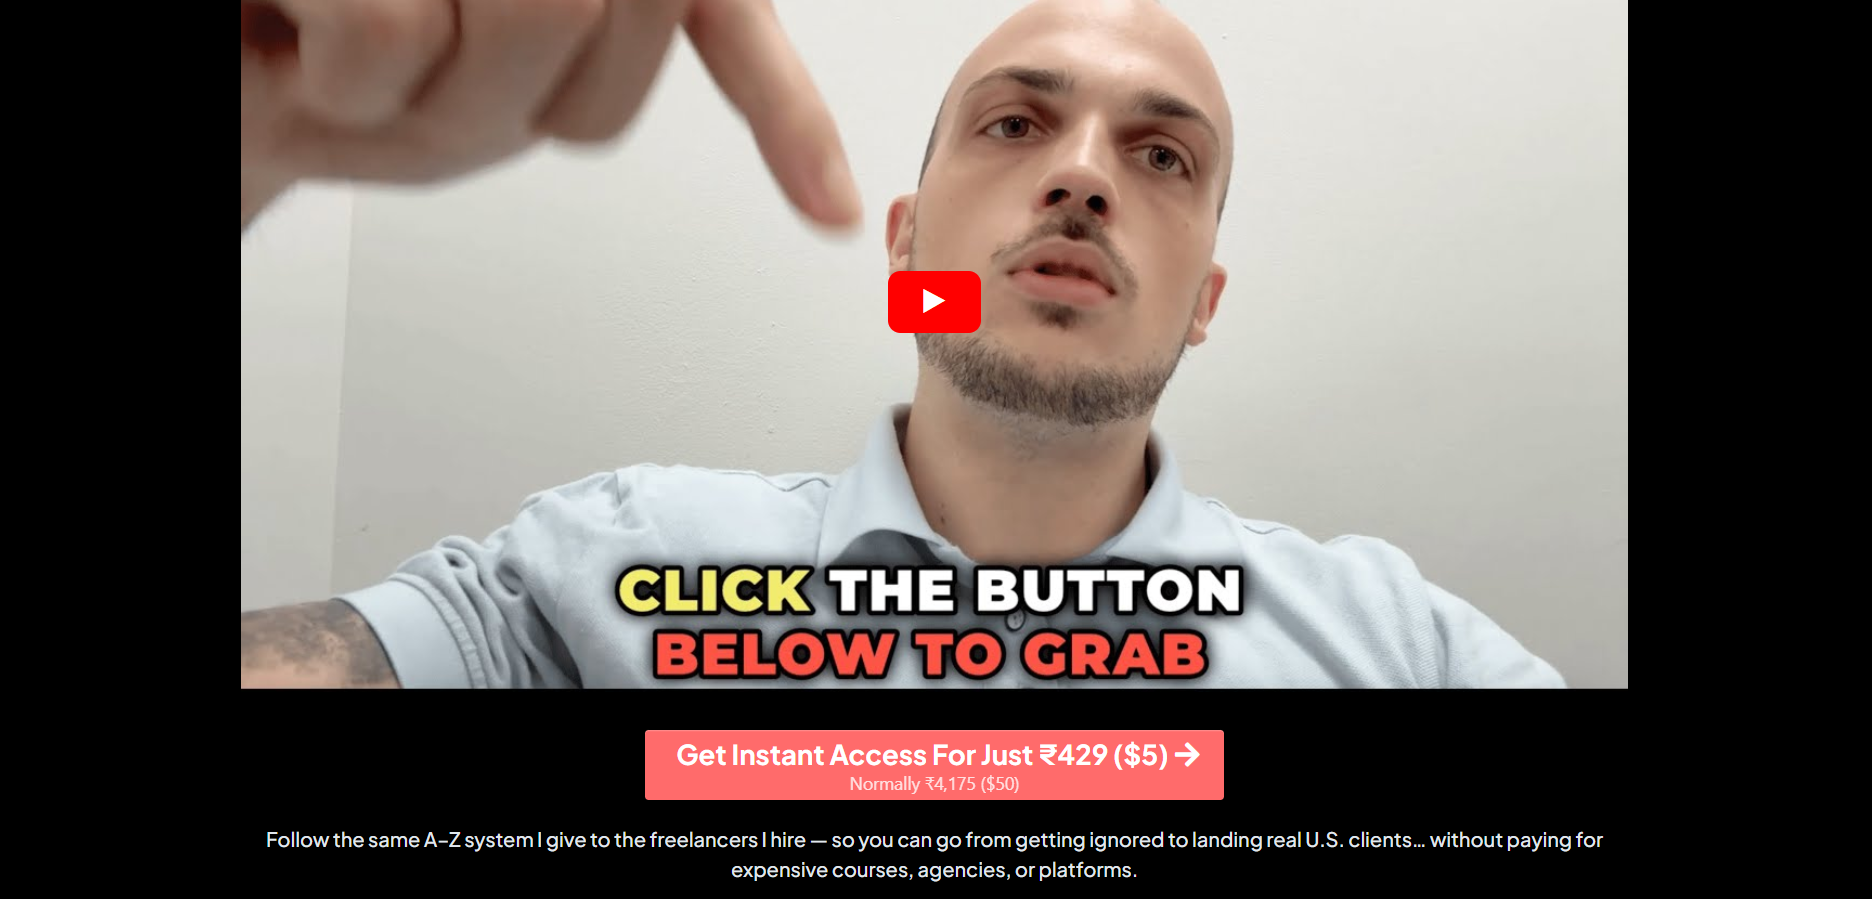 CLICK THE BUTTON
BELOW TO GRAB
Get Instant Access For Just ₹429 ($5) →
Normally ₹4,175 ($50)
Follow the same A–Z system I give to the freelancers I hire — so you can go from getting ignored to landing real U.S. clients... without paying for
expensive courses, agencies, or platforms.